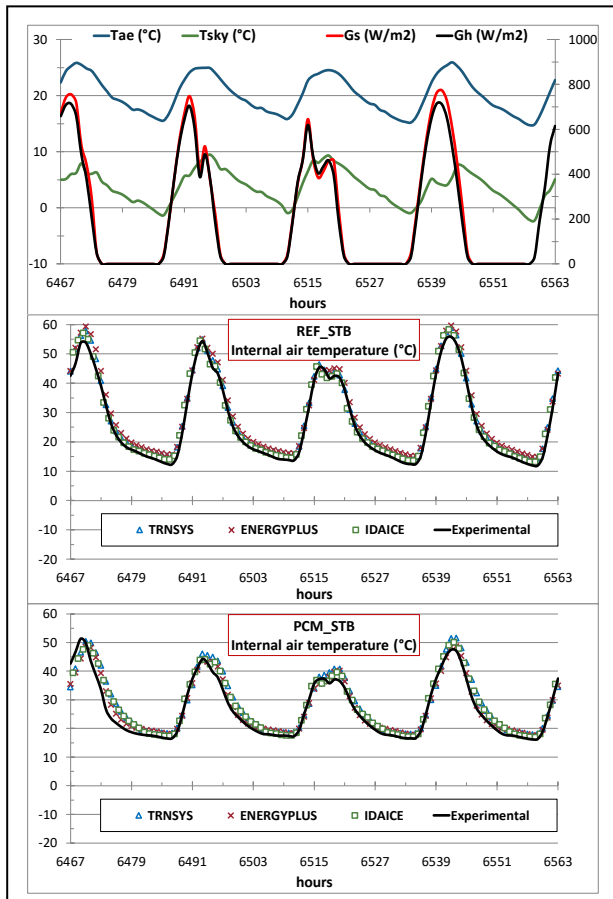 Tae (°C) Tsky (°C) Gs (W/m2) Gh (W/m2)
30 1000
20 800
600
10
400
0
200
-10 0
6467 6479 6491 6503 6515 6527 6539 6551 6563
hours
REF_STB
Internal air temperature (°C)
60
50
40
30
20
10
0
-10
-20
TRNSYS ENERGYPLUS IDAICE Experimental
6467 6479 6491 6503 6515 6527 6539 6551 6563
hours
PCM_STB
Internal air temperature (°C)
60
50
40
30
20
10
0
-10
-20
TRNSYS ENERGYPLUS IDAICE Experimental
6467 6479 6491 6503 6515 6527 6539 6551 6563
hours